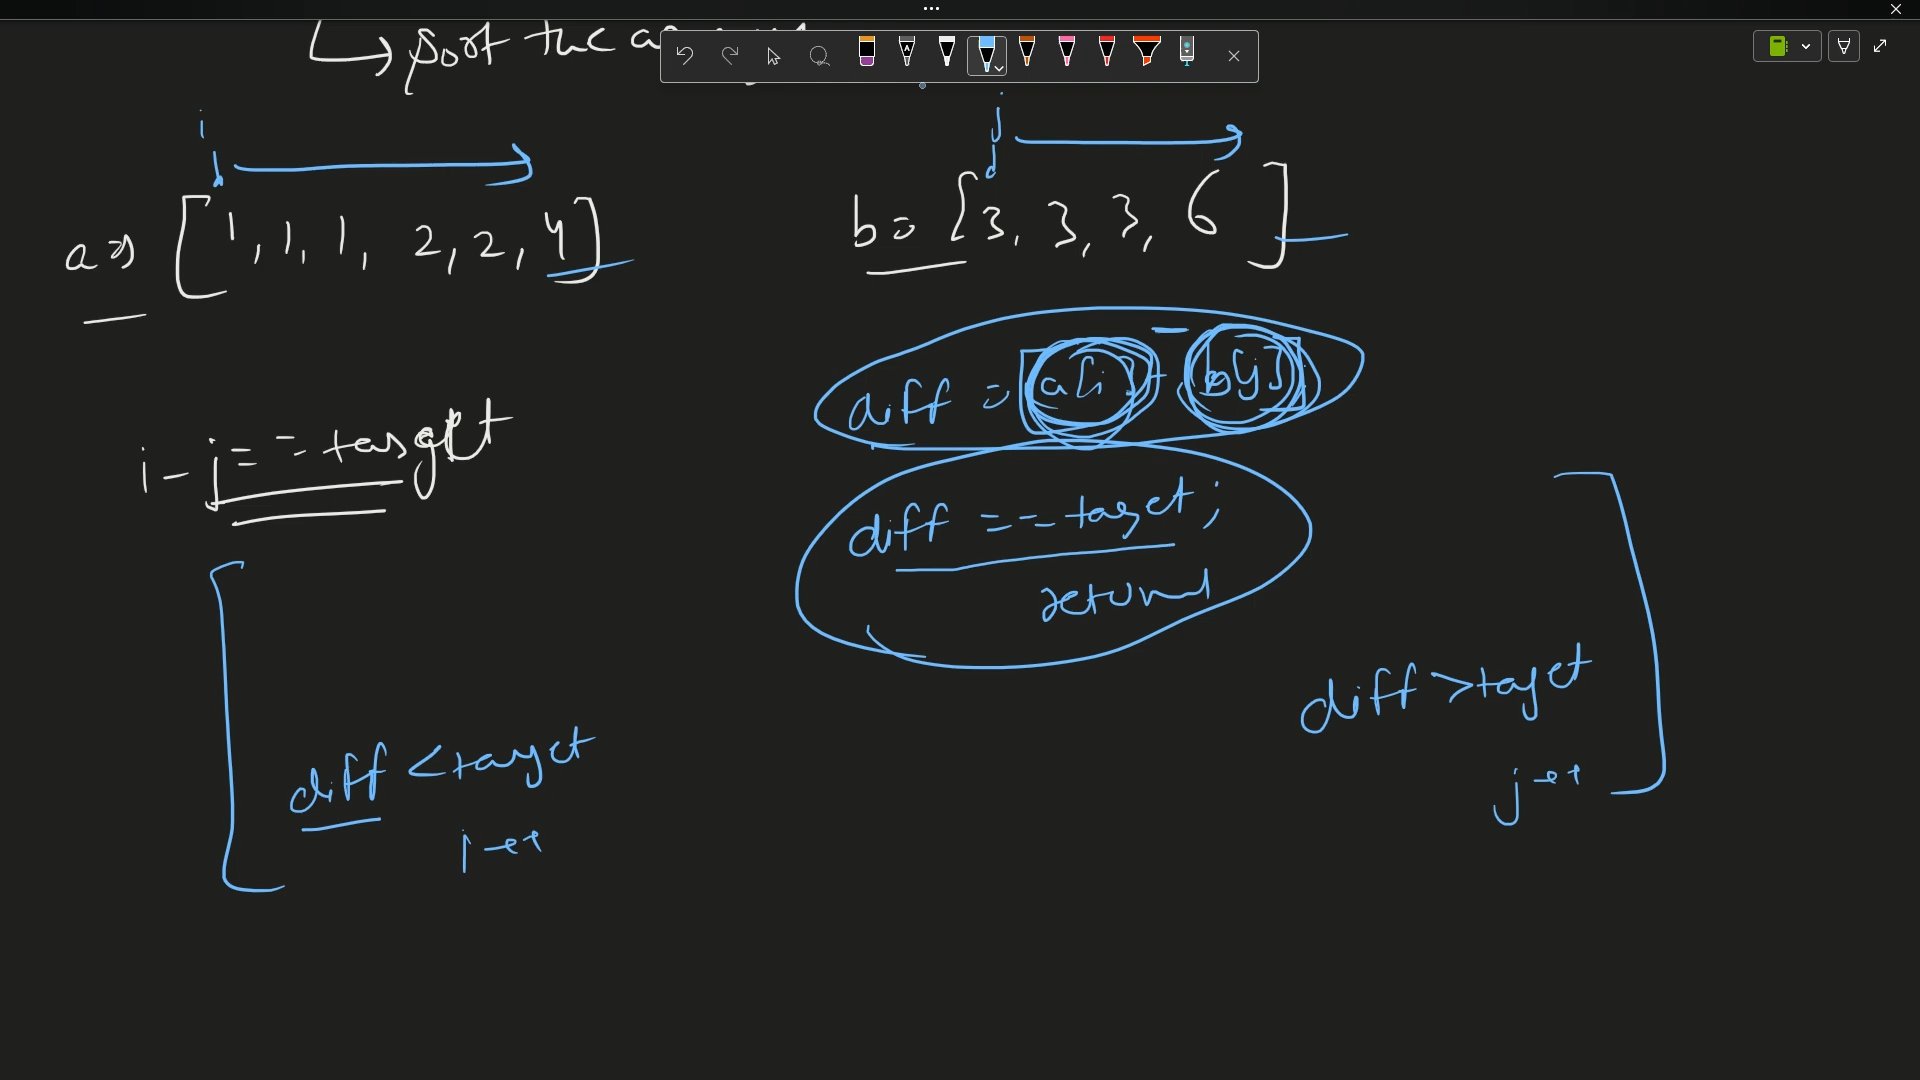 sort the a
i
j
a = [1, 1, 1, 2, 2, 4]
b = [3, 3, 3, 6]
diff = a[i] - b[j]
i - j == target
diff == target;
return
diff > target
diff < target
j++
i++